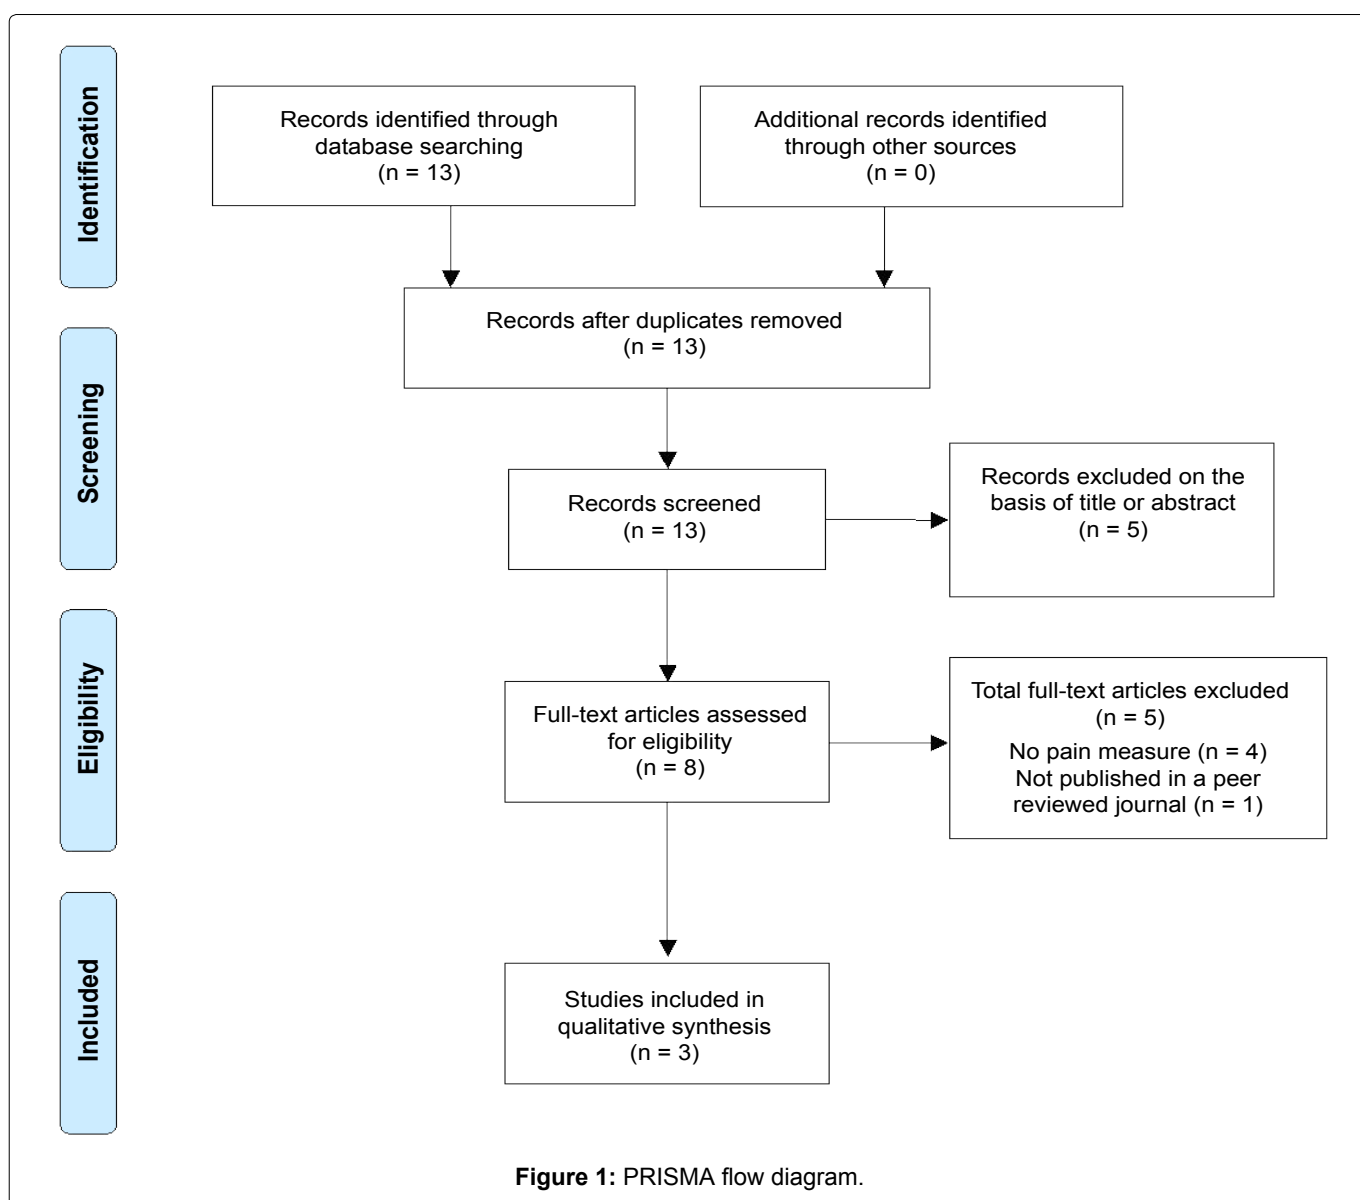 Identification
Records identified through
database searching
(n = 13)
Additional records identified
through other sources
(n = 0)
Records after duplicates removed
(n = 13)
Screening
Records screened
(n = 13)
Records excluded on the
basis of title or abstract
(n = 5)
Eligibility
Full-text articles assessed
for eligibility
(n = 8)
Total full-text articles excluded
(n = 5)
No pain measure (n = 4)
Not published in a peer
reviewed journal (n = 1)
Included
Studies included in
qualitative synthesis
(n = 3)
Figure 1: PRISMA flow diagram.